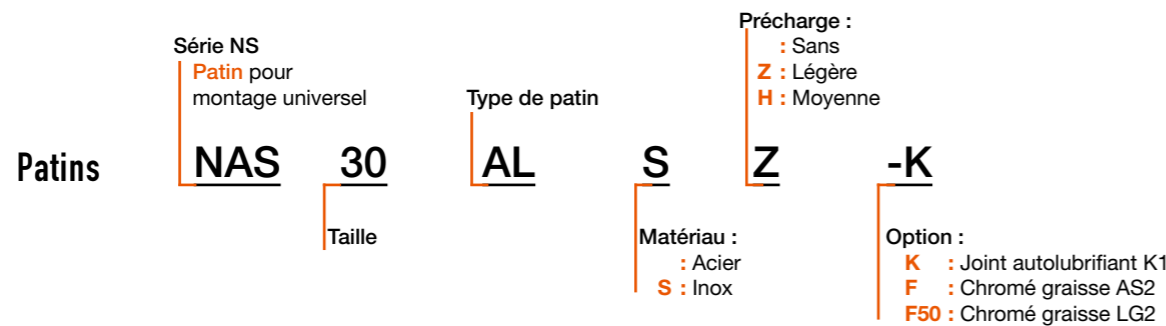 Précharge :
: Sans
Z : Légère
H : Moyenne
Série NS
Patin pour
montage universel
Type de patin
Patins NAS 30 AL S Z -K
Taille
Matériau :
: Acier
S : Inox
Option :
K : Joint autolubrifiant K1
F : Chromé graisse AS2
F50 : Chromé graisse LG2